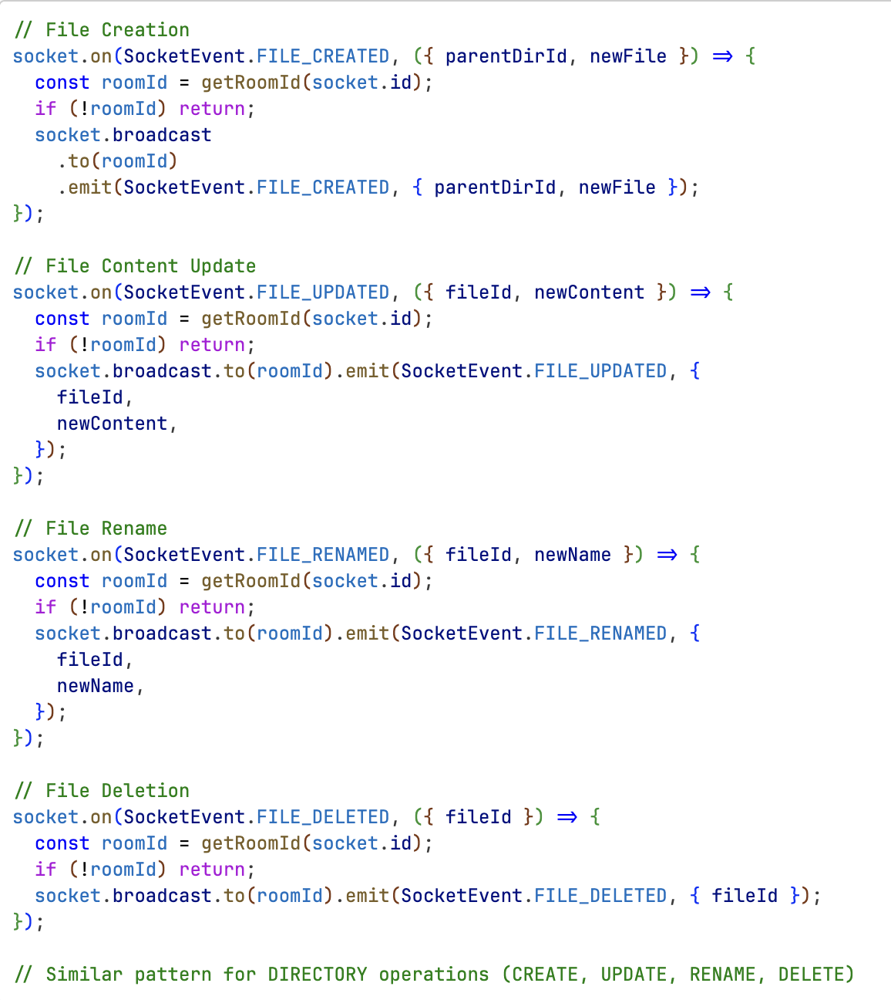 // File Creation
socket.on(SocketEvent.FILE_CREATED, ({ parentDirId, newFile }) => {
  const roomId = getRoomId(socket.id);
  if (!roomId) return;
  socket.broadcast
    .to(roomId)
    .emit(SocketEvent.FILE_CREATED, { parentDirId, newFile });
});

// File Content Update
socket.on(SocketEvent.FILE_UPDATED, ({ fileId, newContent }) => {
  const roomId = getRoomId(socket.id);
  if (!roomId) return;
  socket.broadcast.to(roomId).emit(SocketEvent.FILE_UPDATED, {
    fileId,
    newContent,
  });
});

// File Rename
socket.on(SocketEvent.FILE_RENAMED, ({ fileId, newName }) => {
  const roomId = getRoomId(socket.id);
  if (!roomId) return;
  socket.broadcast.to(roomId).emit(SocketEvent.FILE_RENAMED, {
    fileId,
    newName,
  });
});

// File Deletion
socket.on(SocketEvent.FILE_DELETED, ({ fileId }) => {
  const roomId = getRoomId(socket.id);
  if (!roomId) return;
  socket.broadcast.to(roomId).emit(SocketEvent.FILE_DELETED, { fileId });
});

// Similar pattern for DIRECTORY operations (CREATE, UPDATE, RENAME, DELETE)